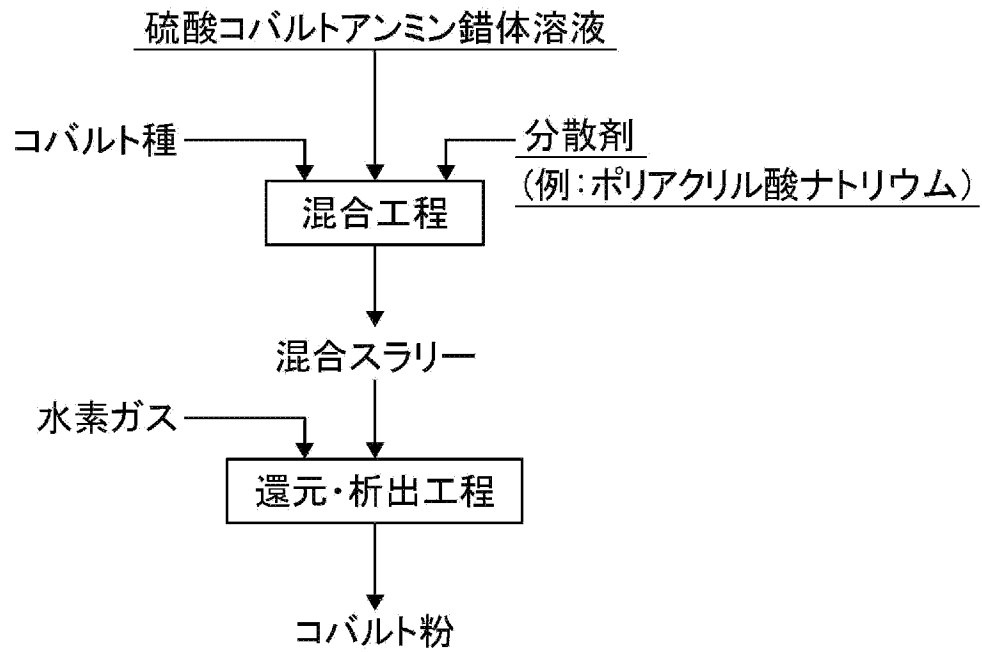 硫酸コバルトアンミン錯体溶液
コバルト種
分散剤
(例:ポリアクリル酸ナトリウム)
混合工程
混合スラリー
水素ガス
還元・析出工程
コバルト粉